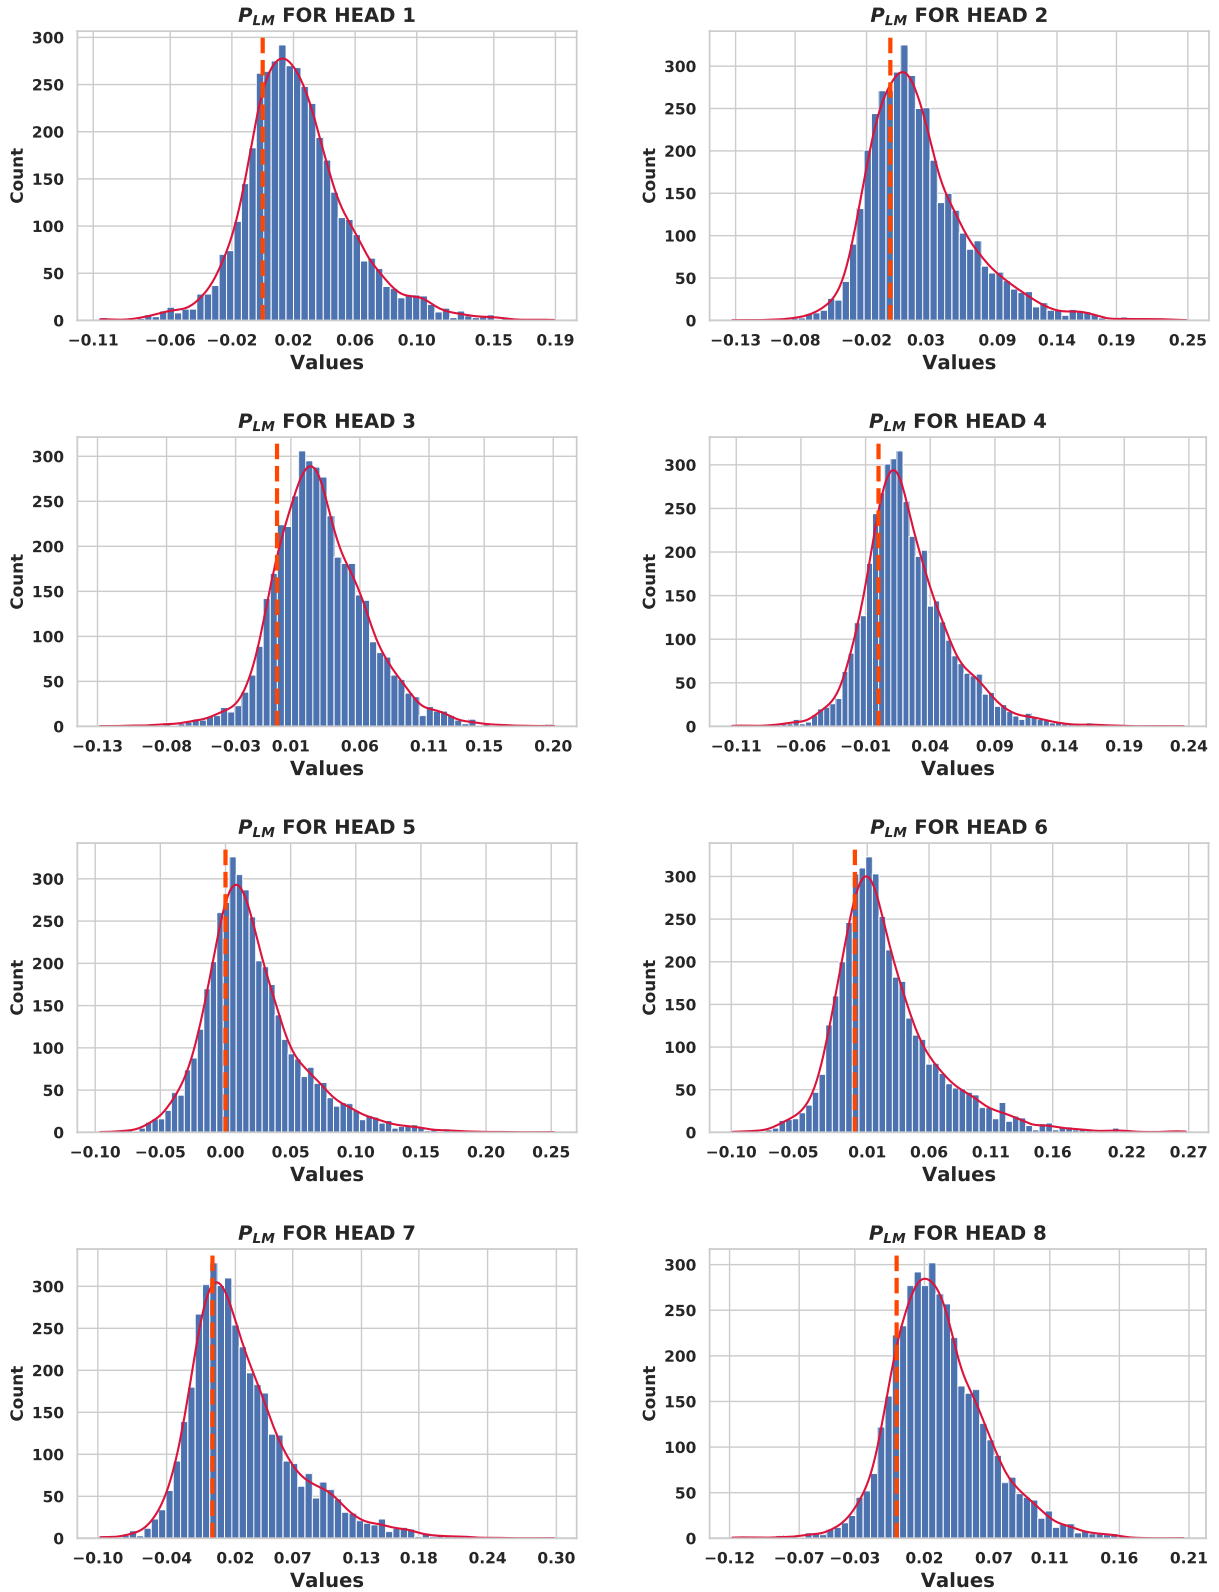 P_LM FOR HEAD 1
300
250
200
150
100
50
0
Count
−0.11 −0.06 −0.02 0.02 0.06 0.10 0.15 0.19
Values
P_LM FOR HEAD 2
300
250
200
150
100
50
0
Count
−0.13 −0.08 −0.02 0.03 0.09 0.14 0.19 0.25
Values
P_LM FOR HEAD 3
300
250
200
150
100
50
0
Count
−0.13 −0.08 −0.03 0.01 0.06 0.11 0.15 0.20
Values
P_LM FOR HEAD 4
300
250
200
150
100
50
0
Count
−0.11 −0.06 −0.01 0.04 0.09 0.14 0.19 0.24
Values
P_LM FOR HEAD 5
300
250
200
150
100
50
0
Count
−0.10 −0.05 0.00 0.05 0.10 0.15 0.20 0.25
Values
P_LM FOR HEAD 6
300
250
200
150
100
50
0
Count
−0.10 −0.05 0.01 0.06 0.11 0.16 0.22 0.27
Values
P_LM FOR HEAD 7
300
250
200
150
100
50
0
Count
−0.10 −0.04 0.02 0.07 0.13 0.18 0.24 0.30
Values
P_LM FOR HEAD 8
300
250
200
150
100
50
0
Count
−0.12 −0.07 −0.03 0.02 0.07 0.11 0.16 0.21
Values